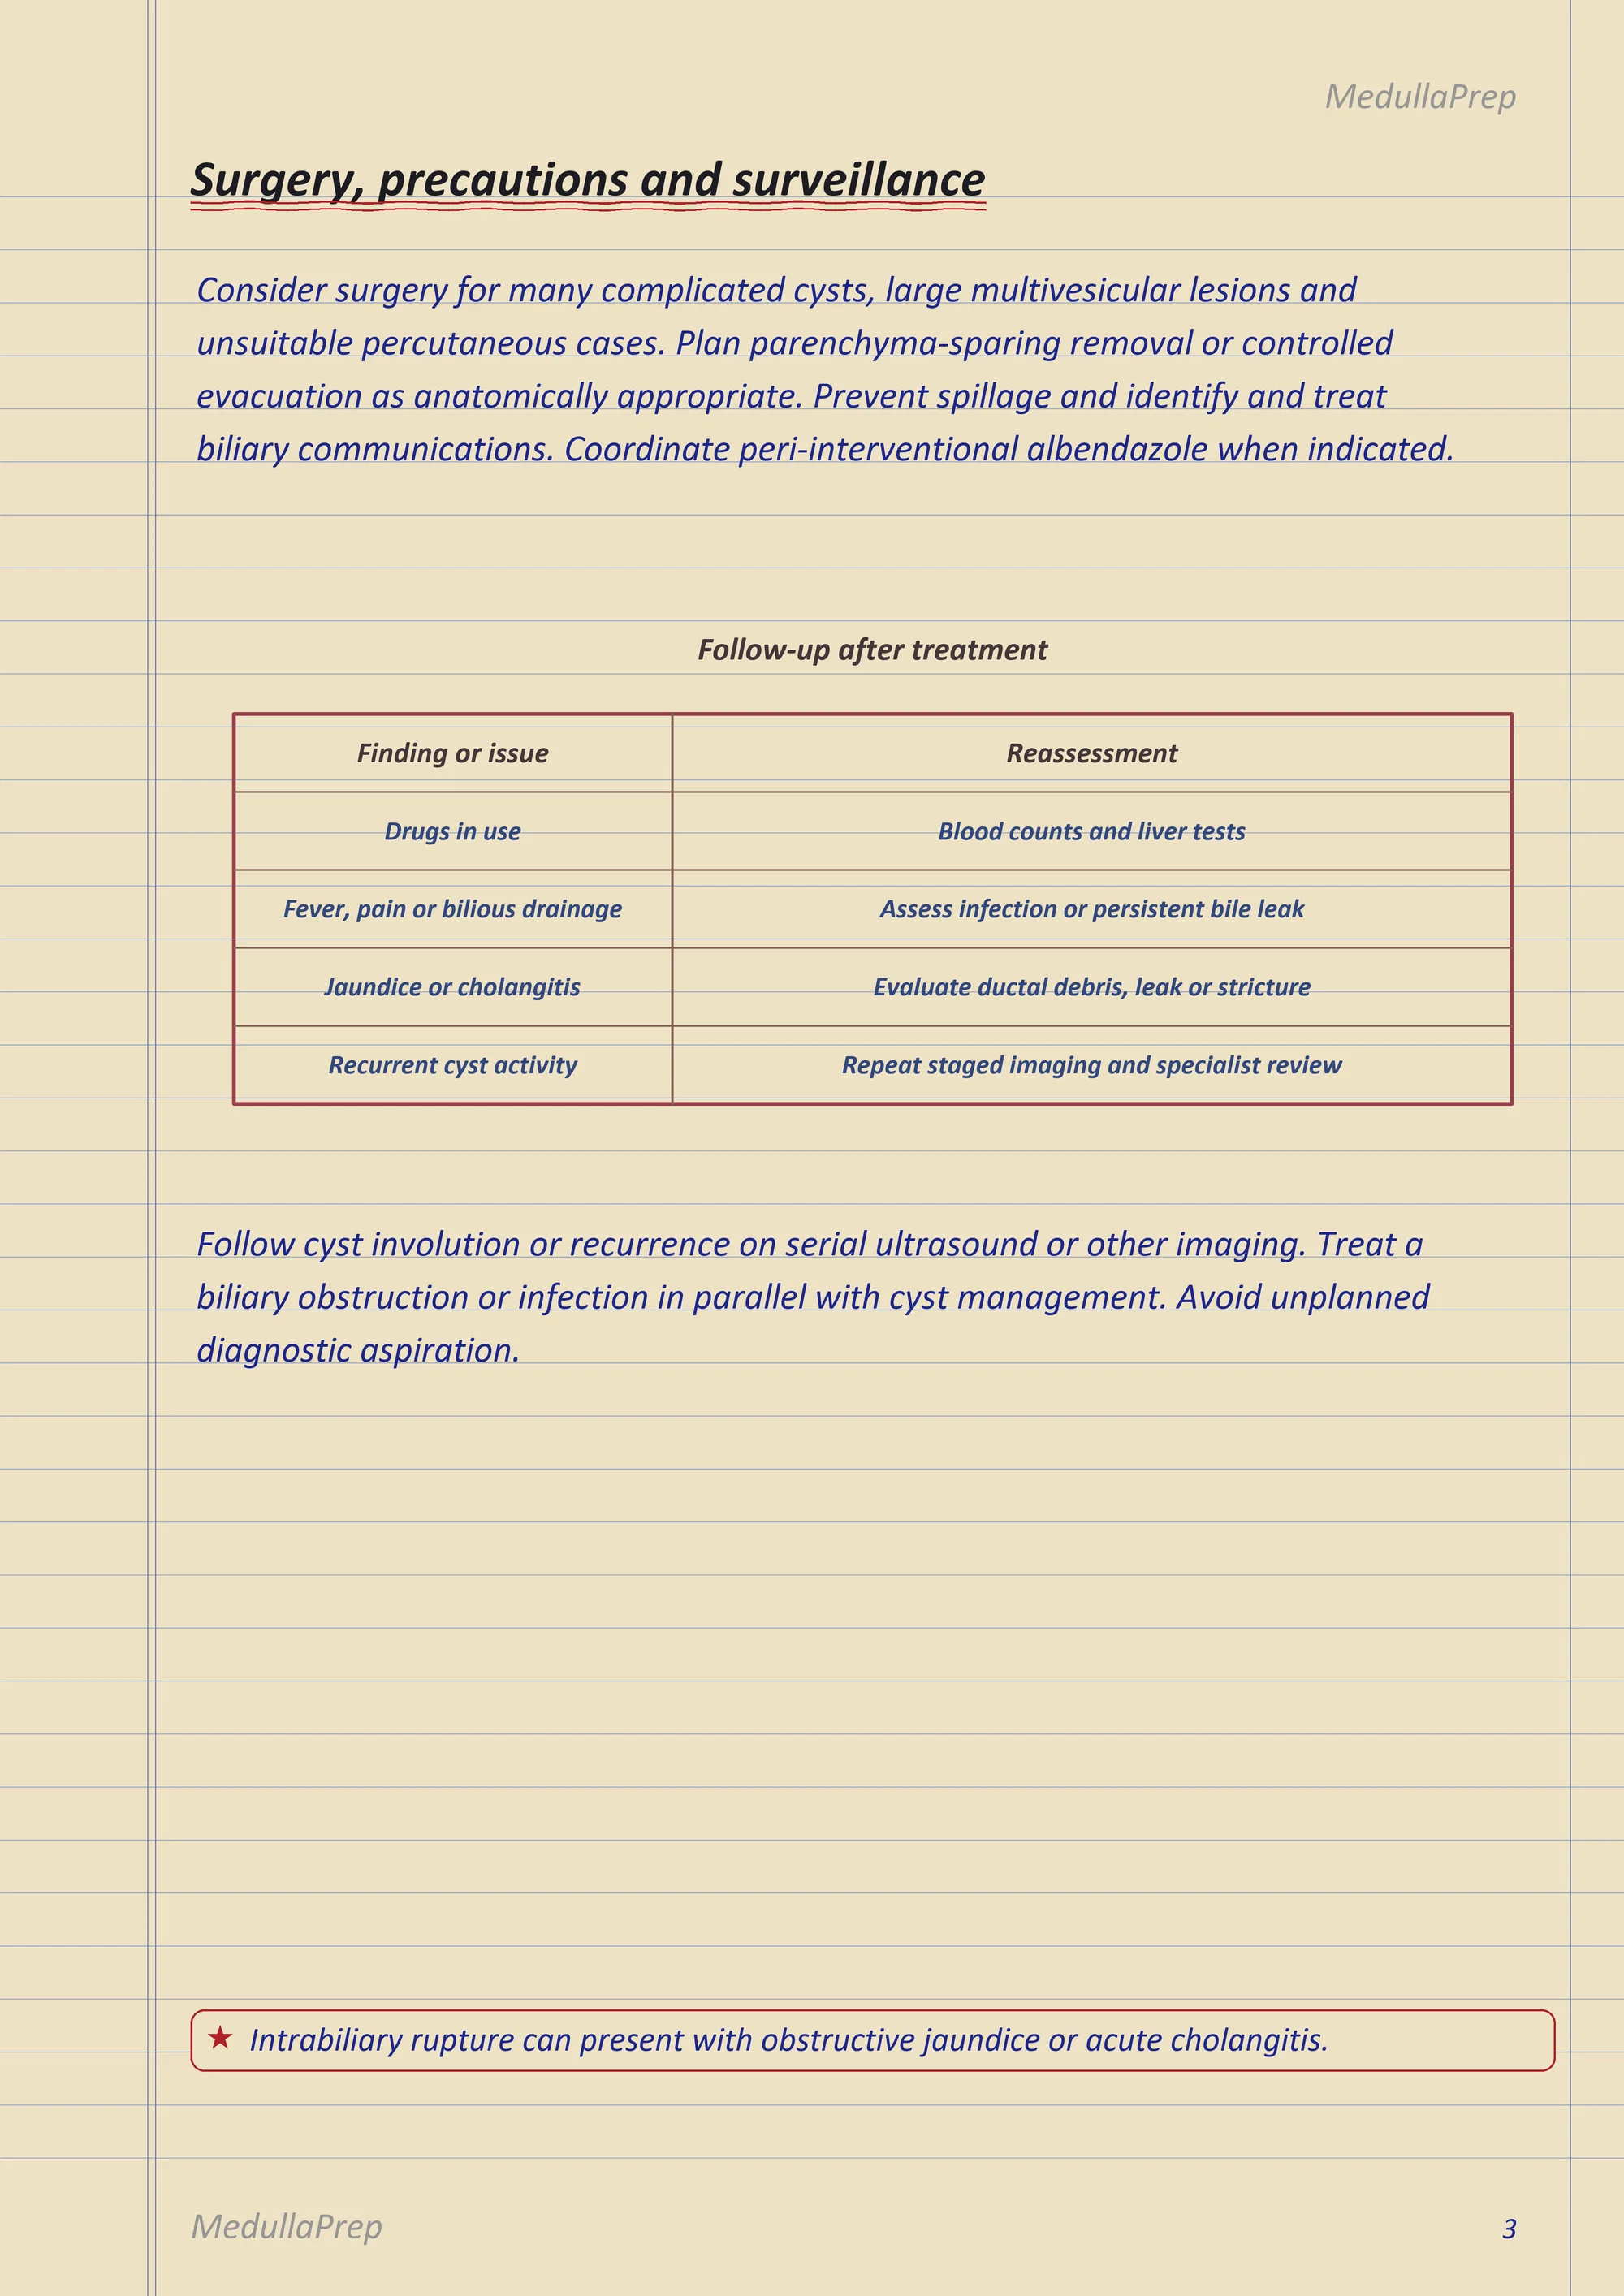 MedullaPrep
Surgery, precautions and surveillance
Consider surgery for many complicated cysts, large multivesicular lesions and
unsuitable percutaneous cases. Plan parenchyma-sparing removal or controlled
evacuation as anatomically appropriate. Prevent spillage and identify and treat
biliary communications. Coordinate peri-interventional albendazole when indicated.
Follow-up after treatment
Finding or issue Reassessment
Drugs in use Blood counts and liver tests
Fever, pain or bilious drainage Assess infection or persistent bile leak
Jaundice or cholangitis Evaluate ductal debris, leak or stricture
Recurrent cyst activity Repeat staged imaging and specialist review
Follow cyst involution or recurrence on serial ultrasound or other imaging. Treat a
biliary obstruction or infection in parallel with cyst management. Avoid unplanned
diagnostic aspiration.
★ Intrabiliary rupture can present with obstructive jaundice or acute cholangitis.
MedullaPrep 3